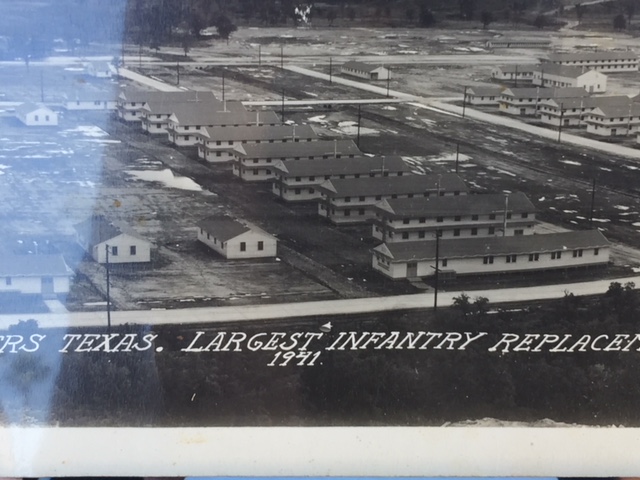 RS TEXAS. LARGEST INFANTRY REPLACEM
1941.